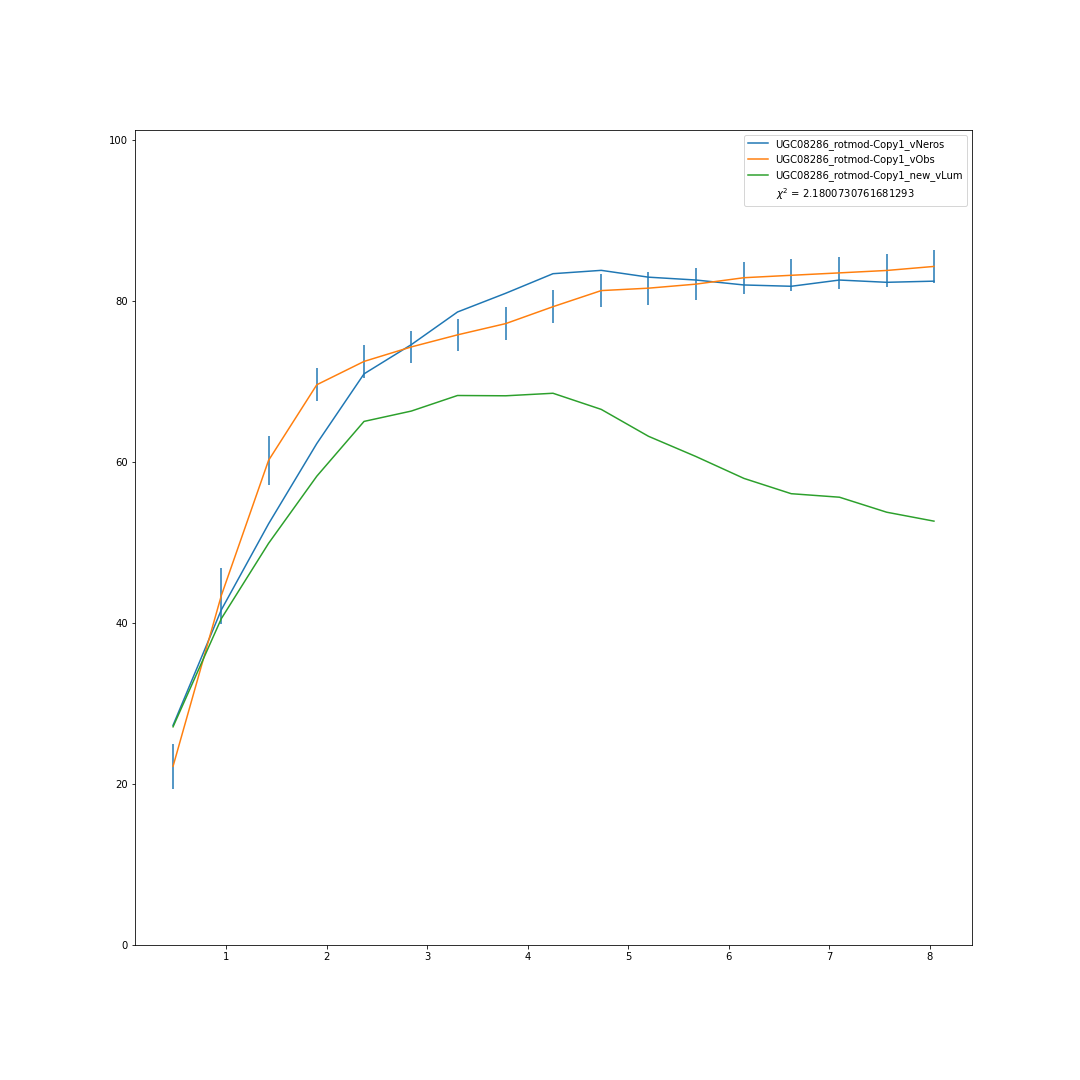 UGC08286_rotmod-Copy1_vNeros
UGC08286_rotmod-Copy1_vObs
UGC08286_rotmod-Copy1_new_vLum
χ² = 2.1800730761681293
100
80
60
40
20
0
1 2 3 4 5 6 7 8